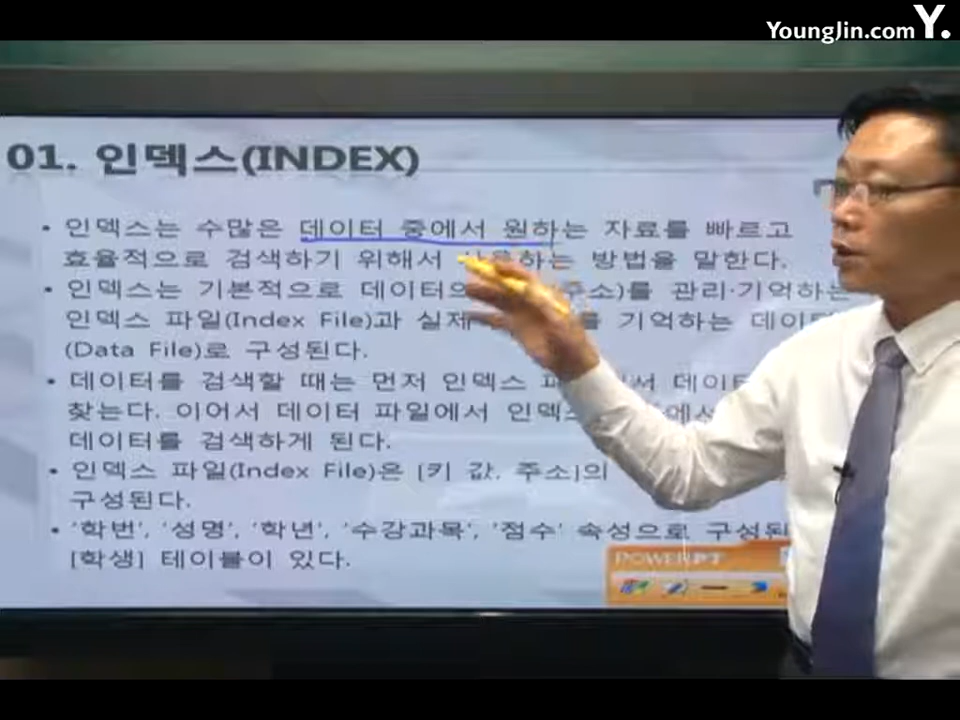 YoungJin.com Y.
01. 인덱스(INDEX)
• 인덱스는 수많은 데이터 중에서 원하는 자료를 빠르고
효율적으로 검색하기 위해서 사용하는 방법을 말한다.
• 인덱스는 기본적으로 데이터의 주소)를 관리·기억하는
인덱스 파일(Index File)과 실제 를 기억하는
(Data File)로 구성된다.
• 데이터를 검색할 때는 먼저 인덱스
찾는다. 이어서 데이터 파일에서
데이터를 검색하게 된다.
• 인덱스 파일(Index File)은 [키 값, 주소]의
구성된다.
• '학번', '성명', '학년', '수강과목', '점수' 속성으로
[학생] 테이블이 있다.
POWERPT